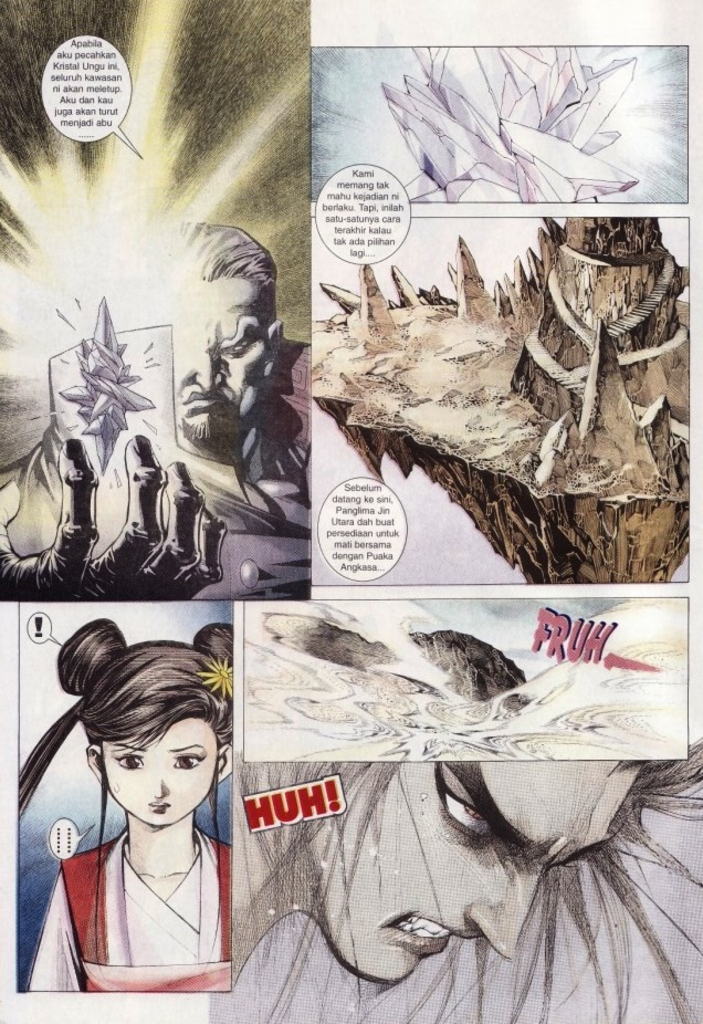 Apabila
aku pecahkan
Kristal Ungu ini,
seluruh kawasan
ni akan meletup.
Aku dan kau
juga akan turut
menjadi abu
......
Kami
memang tak
mahu kejadian ni
berlaku. Tapi, inilah
satu-satunya cara
terakhir kalau
tak ada pilihan
lagi....
Sebelum
datang ke sini,
Panglima Jin
Utara dah buat
persediaan untuk
mati bersama
dengan Puaka
Angkasa...
!
......
FRUH
HUH!